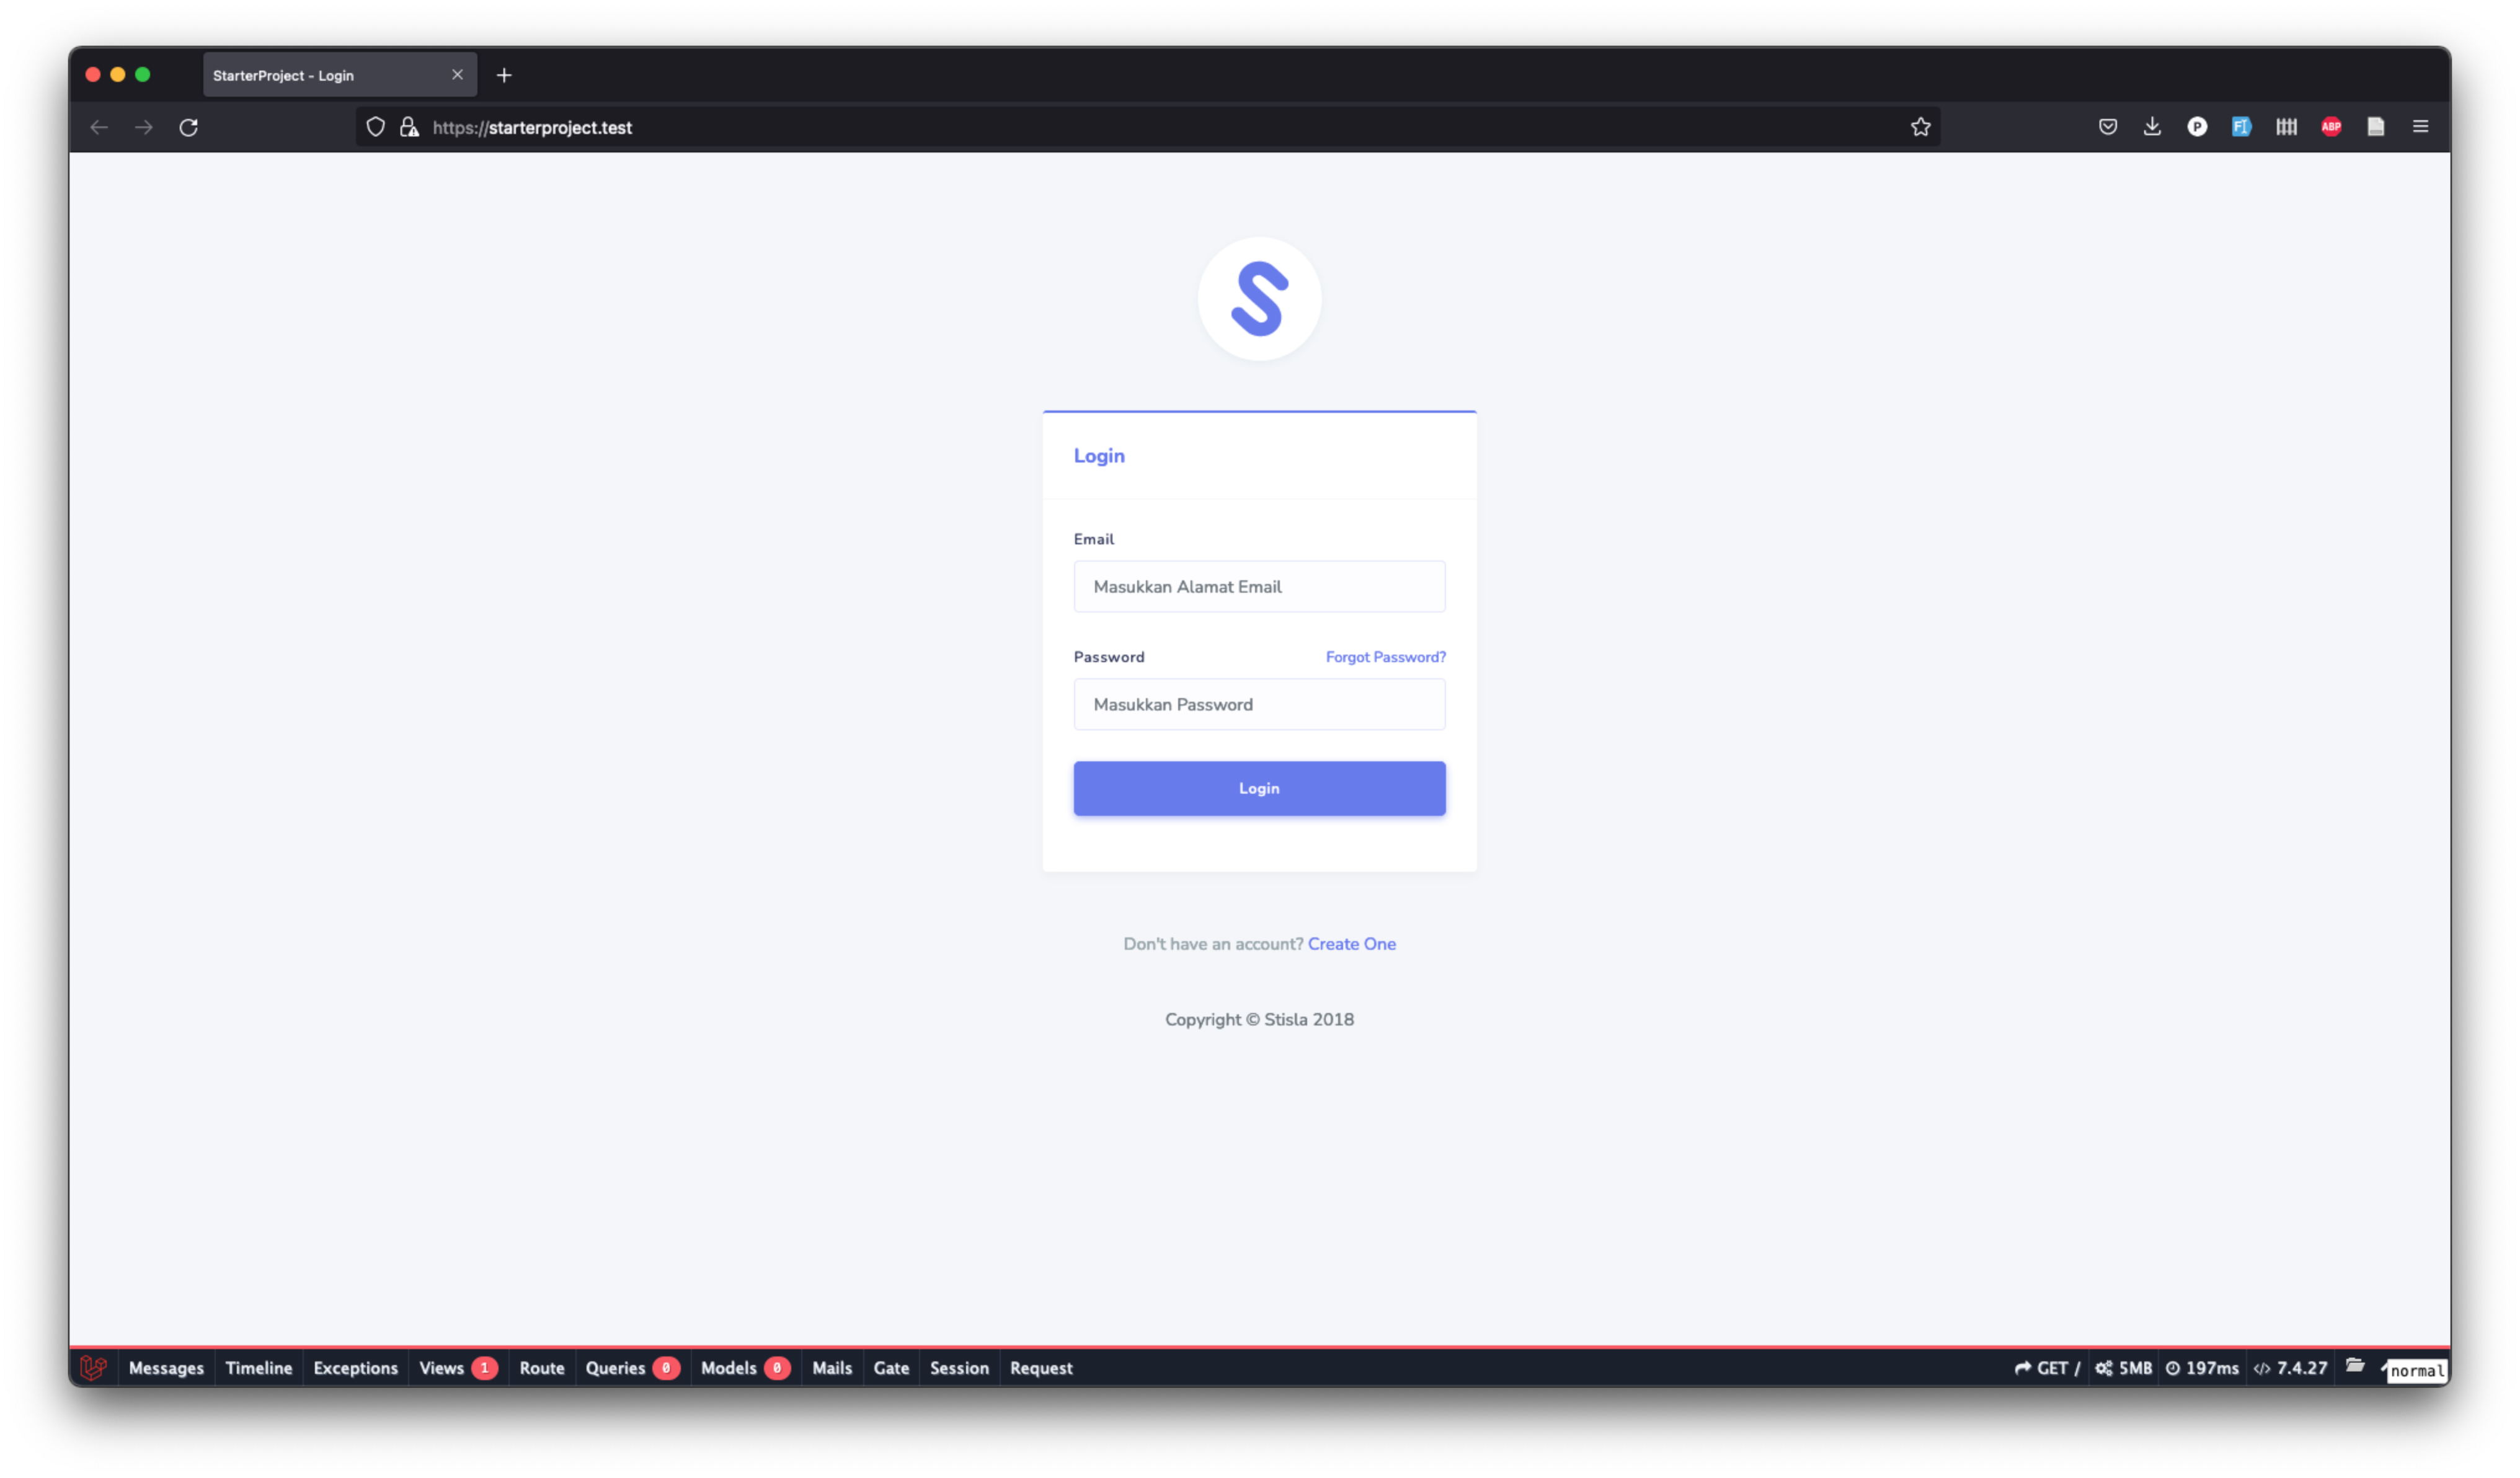 StarterProject - Login
https://starterproject.test
P
FI
ABP
S
Login
Email
Masukkan Alamat Email
Password Forgot Password?
Masukkan Password
Login
Don't have an account? Create One
Copyright © Stisla 2018
Messages Timeline Exceptions Views 1 Route Queries 0 Models 0 Mails Gate Session Request GET / 5MB 197ms </> 7.4.27 normal